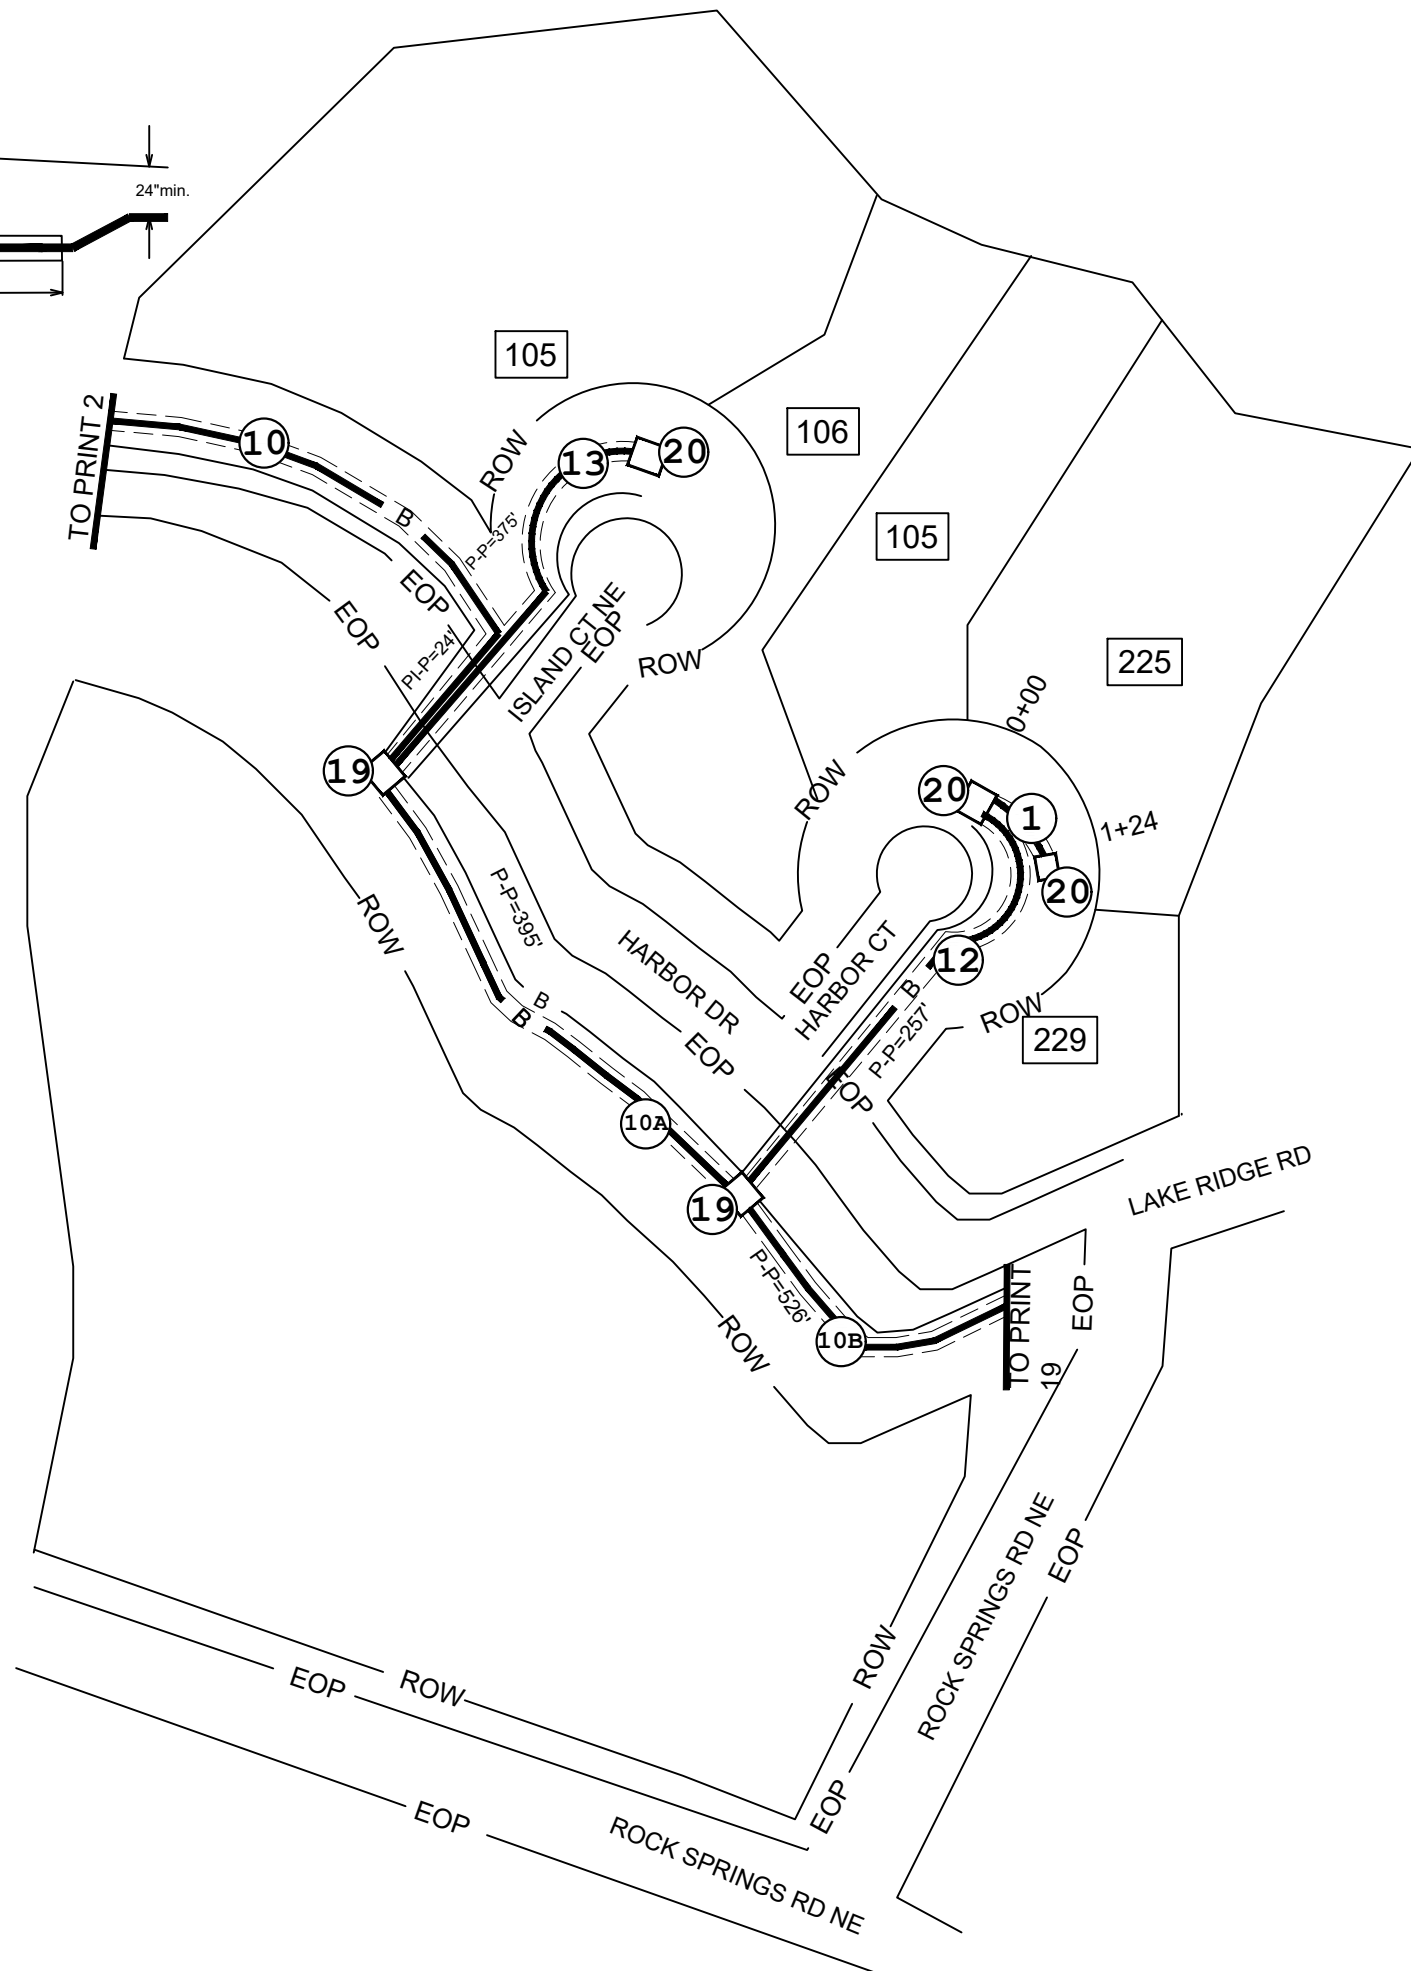 24"min.
105
TO PRINT 2
10
ROW
13
20
106
B
P-P=375'
105
EOP
EOP
ISLAND CT NE
EOP
PI-P=24'
ROW
225
0+00
19
ROW
20
1
1+24
20
P-P=395'
ROW
HARBOR DR
EOP
HARBOR CT
12
B
B
B
ROW
229
P-P=257'
EOP
EOP
10A
19
LAKE RIDGE RD
P-P=526'
ROW
10B
TO PRINT
19
EOP
ROCK SPRINGS RD NE
EOP
ROW
EOP
ROW
EOP
EOP
ROCK SPRINGS RD NE